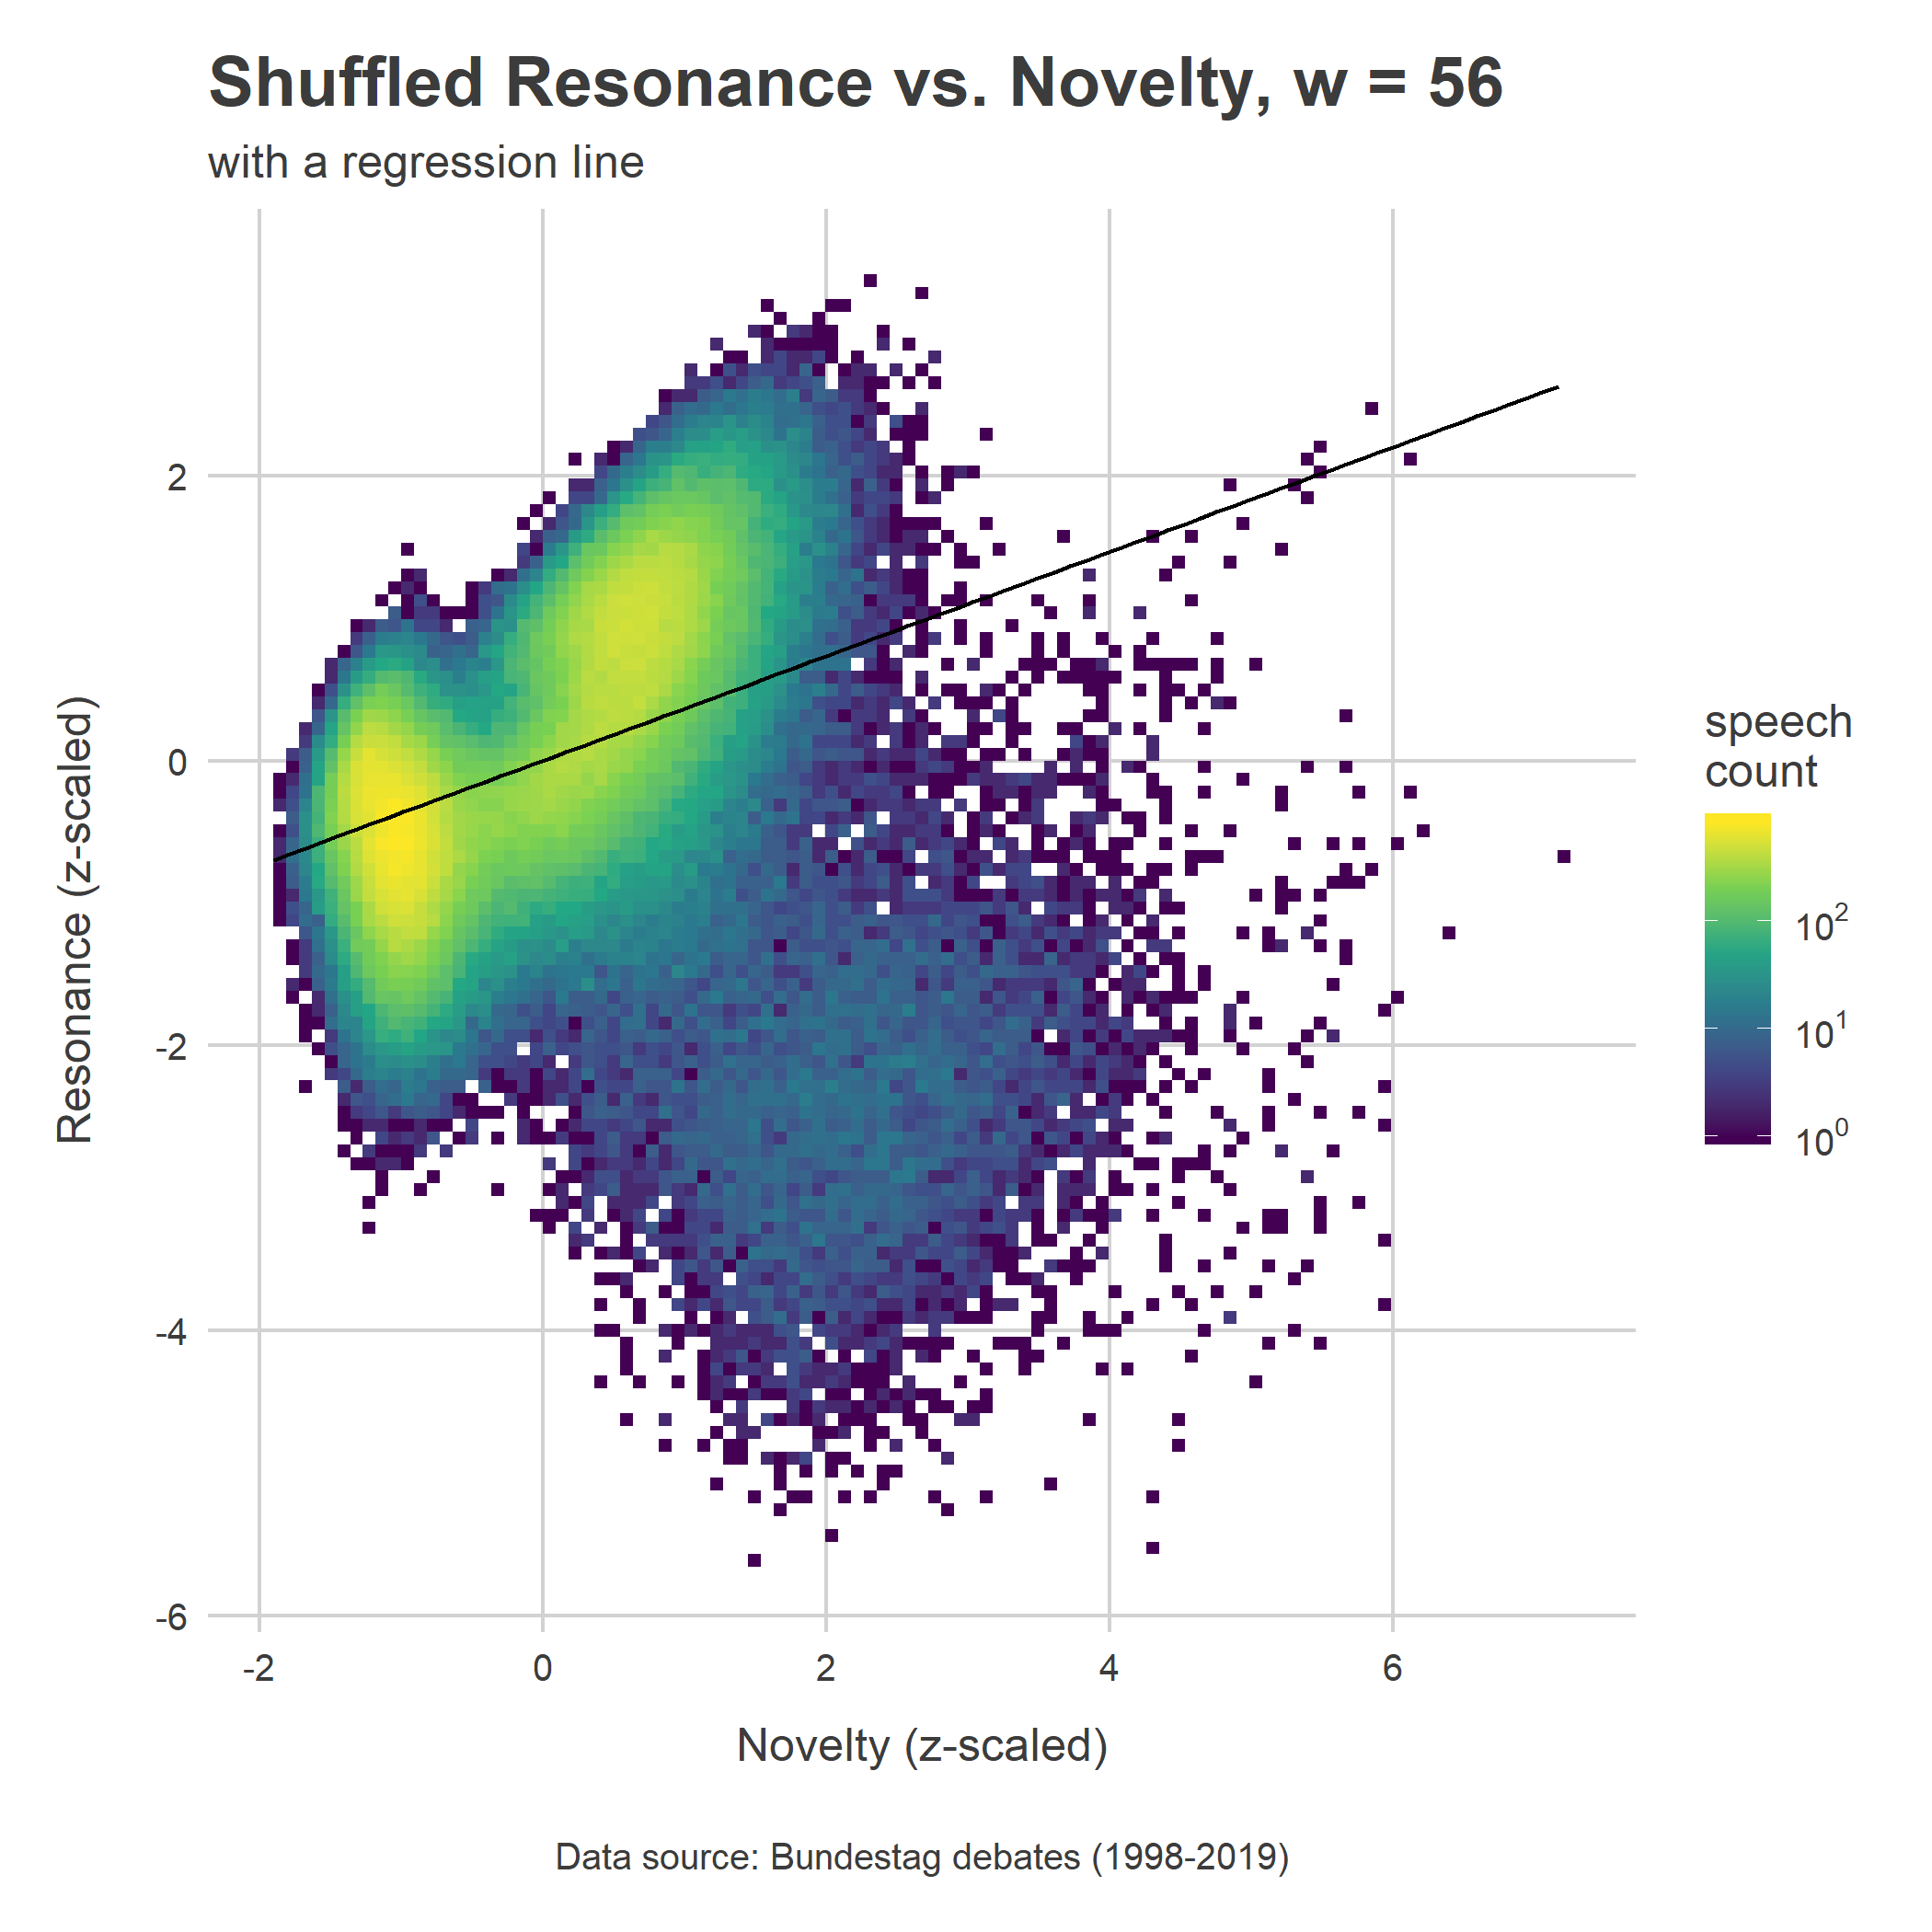 Shuffled Resonance vs. Novelty, w = 56
with a regression line
Resonance (z-scaled)
2
0
-2
-4
-6
-2
0
2
4
6
Novelty (z-scaled)
speech
count
10²
10¹
10⁰
Data source: Bundestag debates (1998-2019)